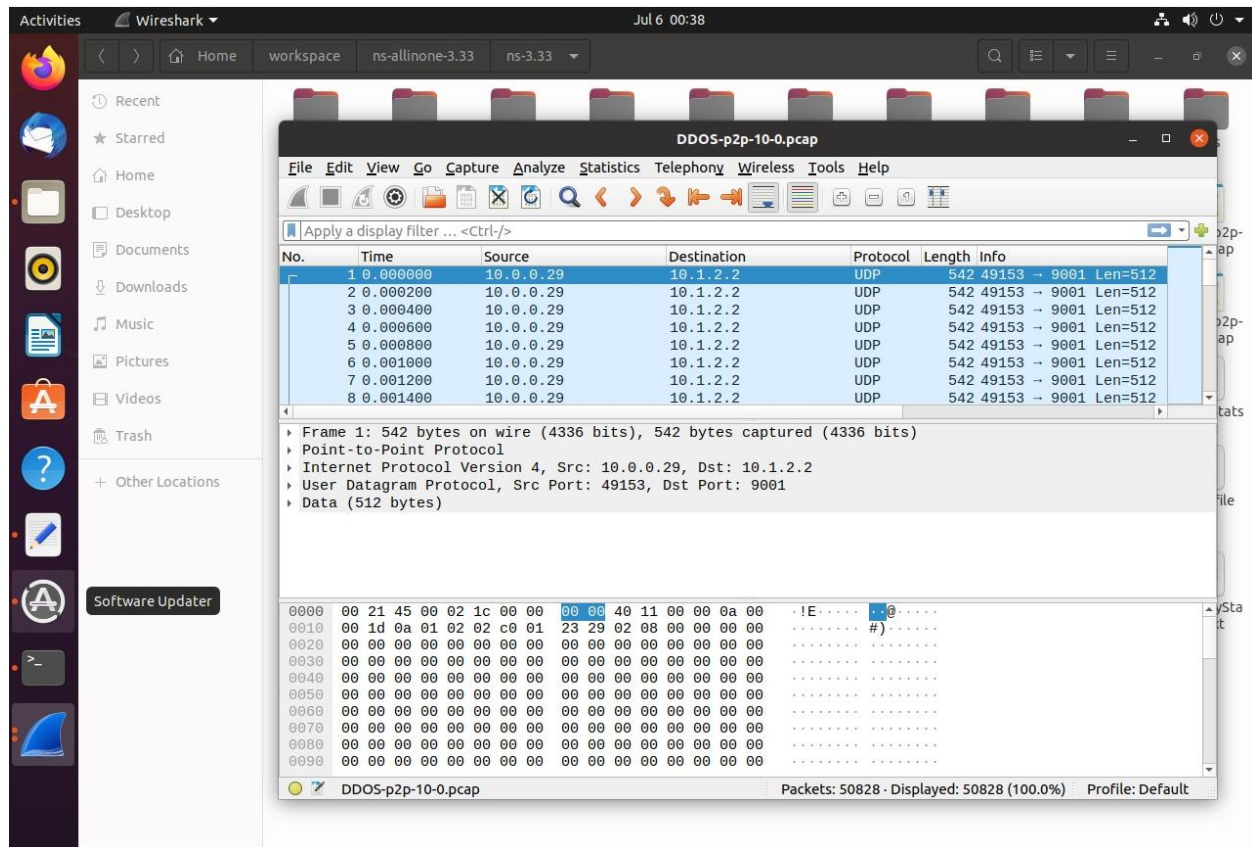 Activities Wireshark Jul 6 00:38
Home workspace ns-allinone-3.33 ns-3.33
Recent
Starred
Home
Desktop
Documents
Downloads
Music
Pictures
Videos
Trash
+ Other Locations
Software Updater
DDOS-p2p-10-0.pcap
File Edit View Go Capture Analyze Statistics Telephony Wireless Tools Help
Apply a display filter … <Ctrl-/>
No. Time Source Destination Protocol Length Info
1 0.000000 10.0.0.29 10.1.2.2 UDP 542 49153 → 9001 Len=512
2 0.000200 10.0.0.29 10.1.2.2 UDP 542 49153 → 9001 Len=512
3 0.000400 10.0.0.29 10.1.2.2 UDP 542 49153 → 9001 Len=512
4 0.000600 10.0.0.29 10.1.2.2 UDP 542 49153 → 9001 Len=512
5 0.000800 10.0.0.29 10.1.2.2 UDP 542 49153 → 9001 Len=512
6 0.001000 10.0.0.29 10.1.2.2 UDP 542 49153 → 9001 Len=512
7 0.001200 10.0.0.29 10.1.2.2 UDP 542 49153 → 9001 Len=512
8 0.001400 10.0.0.29 10.1.2.2 UDP 542 49153 → 9001 Len=512
Frame 1: 542 bytes on wire (4336 bits), 542 bytes captured (4336 bits)
Point-to-Point Protocol
Internet Protocol Version 4, Src: 10.0.0.29, Dst: 10.1.2.2
User Datagram Protocol, Src Port: 49153, Dst Port: 9001
Data (512 bytes)
0000 00 21 45 00 02 1c 00 00 00 00 40 11 00 00 0a 00 ·!E····· ··@·····
0010 00 1d 0a 01 02 02 c0 01 23 29 02 08 00 00 00 00 ········ #)······
0020 00 00 00 00 00 00 00 00 00 00 00 00 00 00 00 00 ········ ········
0030 00 00 00 00 00 00 00 00 00 00 00 00 00 00 00 00 ········ ········
0040 00 00 00 00 00 00 00 00 00 00 00 00 00 00 00 00 ········ ········
0050 00 00 00 00 00 00 00 00 00 00 00 00 00 00 00 00 ········ ········
0060 00 00 00 00 00 00 00 00 00 00 00 00 00 00 00 00 ········ ········
0070 00 00 00 00 00 00 00 00 00 00 00 00 00 00 00 00 ········ ········
0080 00 00 00 00 00 00 00 00 00 00 00 00 00 00 00 00 ········ ········
0090 00 00 00 00 00 00 00 00 00 00 00 00 00 00 00 00 ········ ········
DDOS-p2p-10-0.pcap Packets: 50828 · Displayed: 50828 (100.0%) Profile: Default